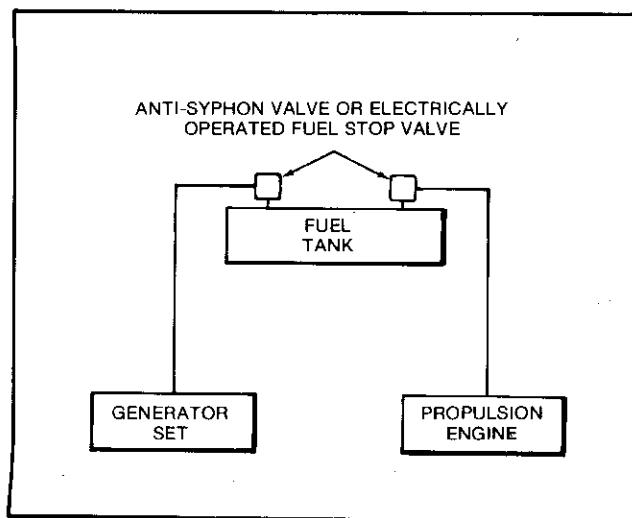 ANTI-SYPHON VALVE OR ELECTRICALLY
OPERATED FUEL STOP VALVE
FUEL
TANK
GENERATOR
SET
PROPULSION
ENGINE